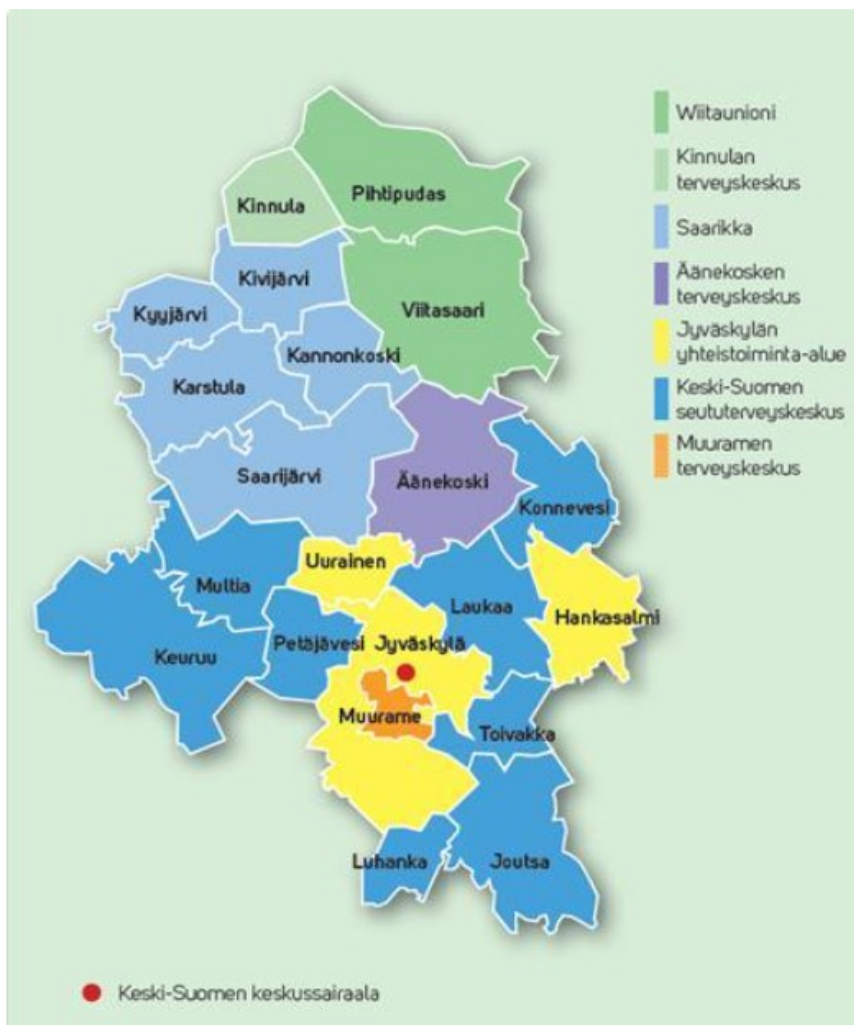 Wiitaunioni
Kinnulan
terveyskeskus
Saarikka
Äänekosken
terveyskeskus
Jyväskylän
yhteistoiminta-alue
Keski-Suomen
seututerveyskeskus
Muuramen
terveyskeskus
Pihtipudas
Kinnula
Kivijärvi
Viitasaari
Kyyjärvi
Kannonkoski
Karstula
Saarijärvi
Äänekoski
Konnevesi
Uurainen
Multia
Laukaa
Hankasalmi
Petäjävesi
Jyväskylä
Keuruu
Muurame
Toivakka
Luhanka
Joutsa
Keski-Suomen keskussairaala